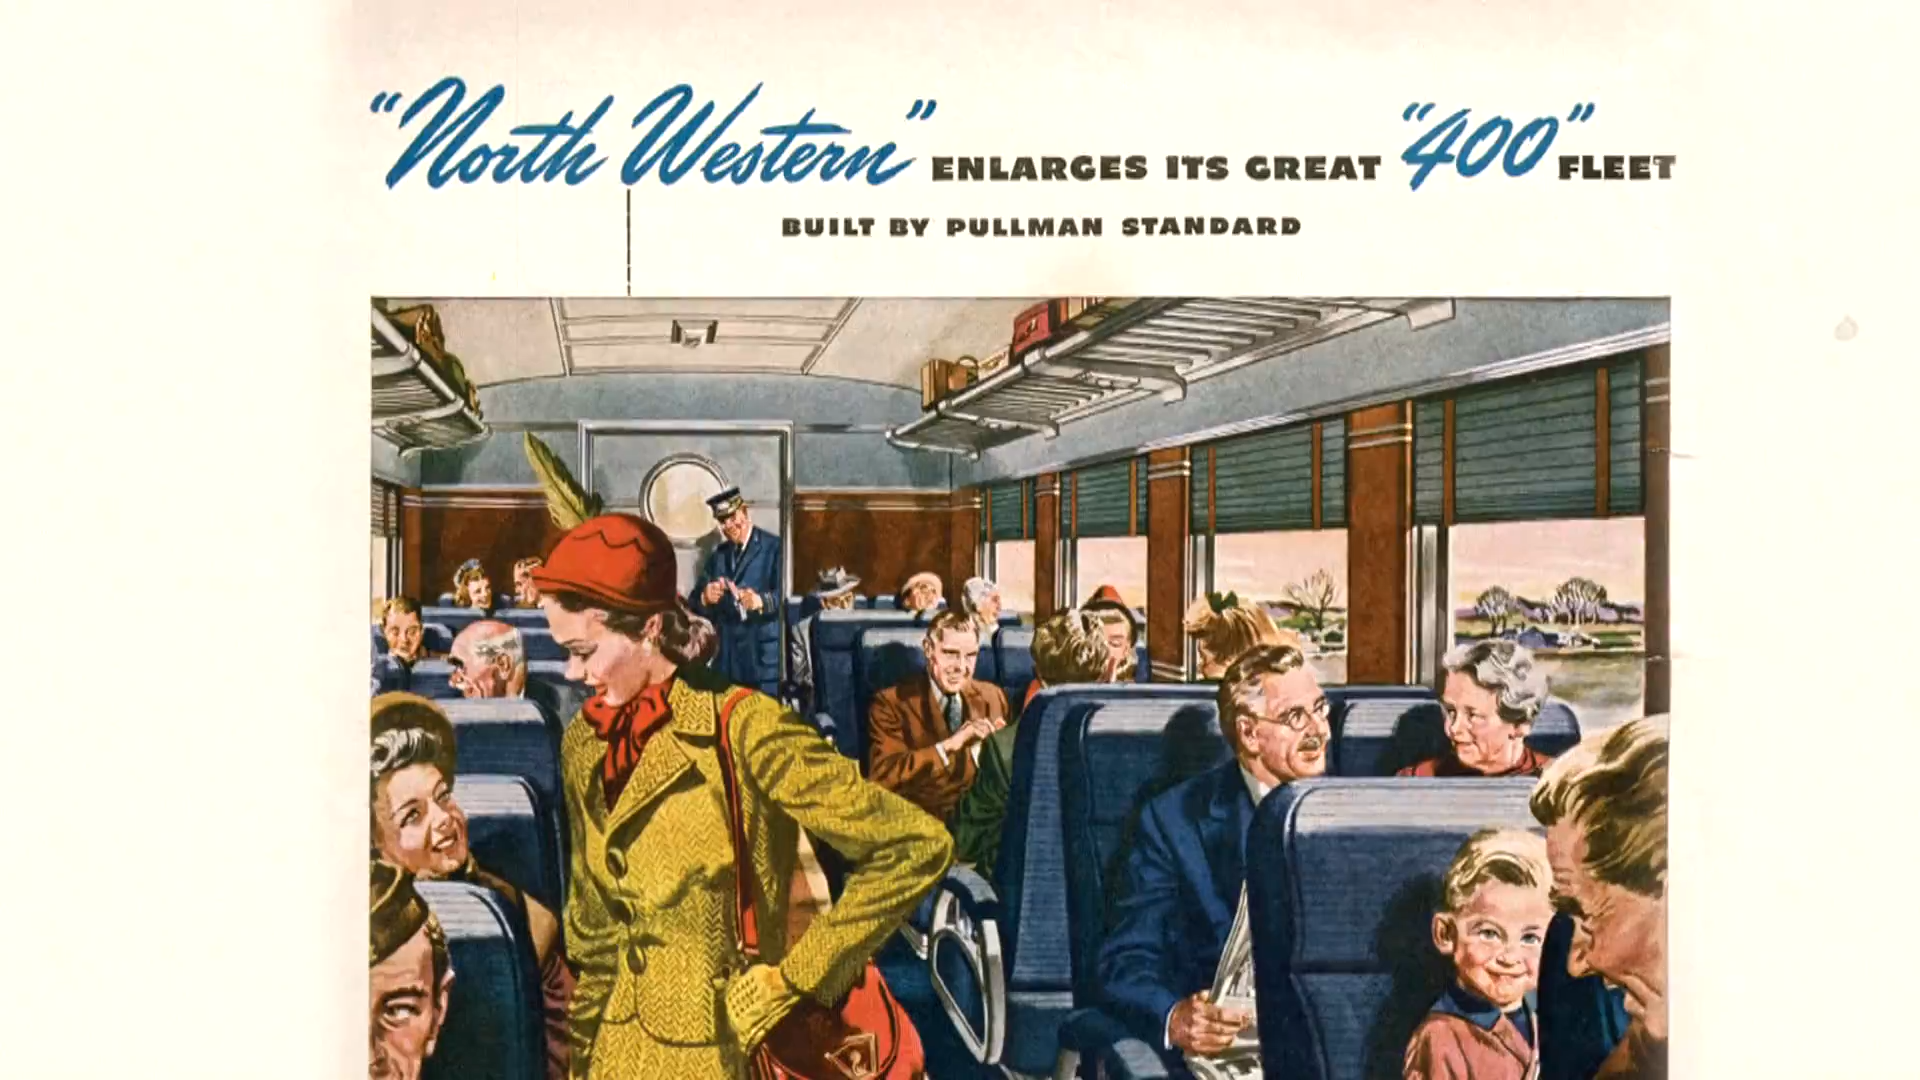 "North Western" ENLARGES ITS GREAT "400" FLEET
BUILT BY PULLMAN STANDARD